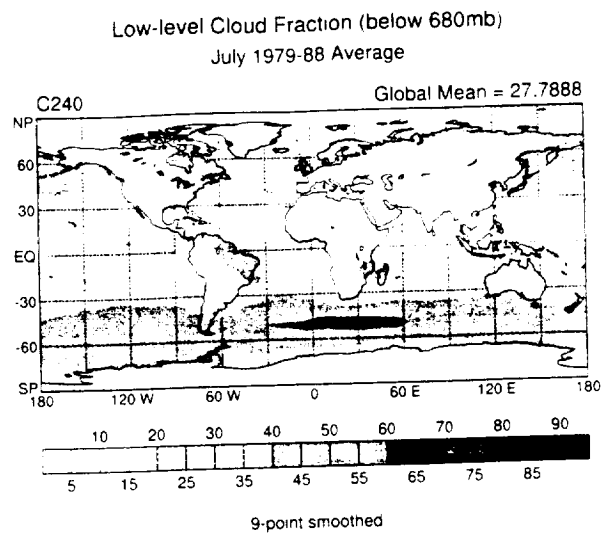 Low-level Cloud Fraction (below 680mb)
July 1979-88 Average
C240 Global Mean = 27.7888
NP
60
30
EQ
-30
-60
SP
180 120 W 60 W 0 60 E 120 E 180
10 20 30 40 50 60 70 80 90
5 15 25 35 45 55 65 75 85
9-point smoothed